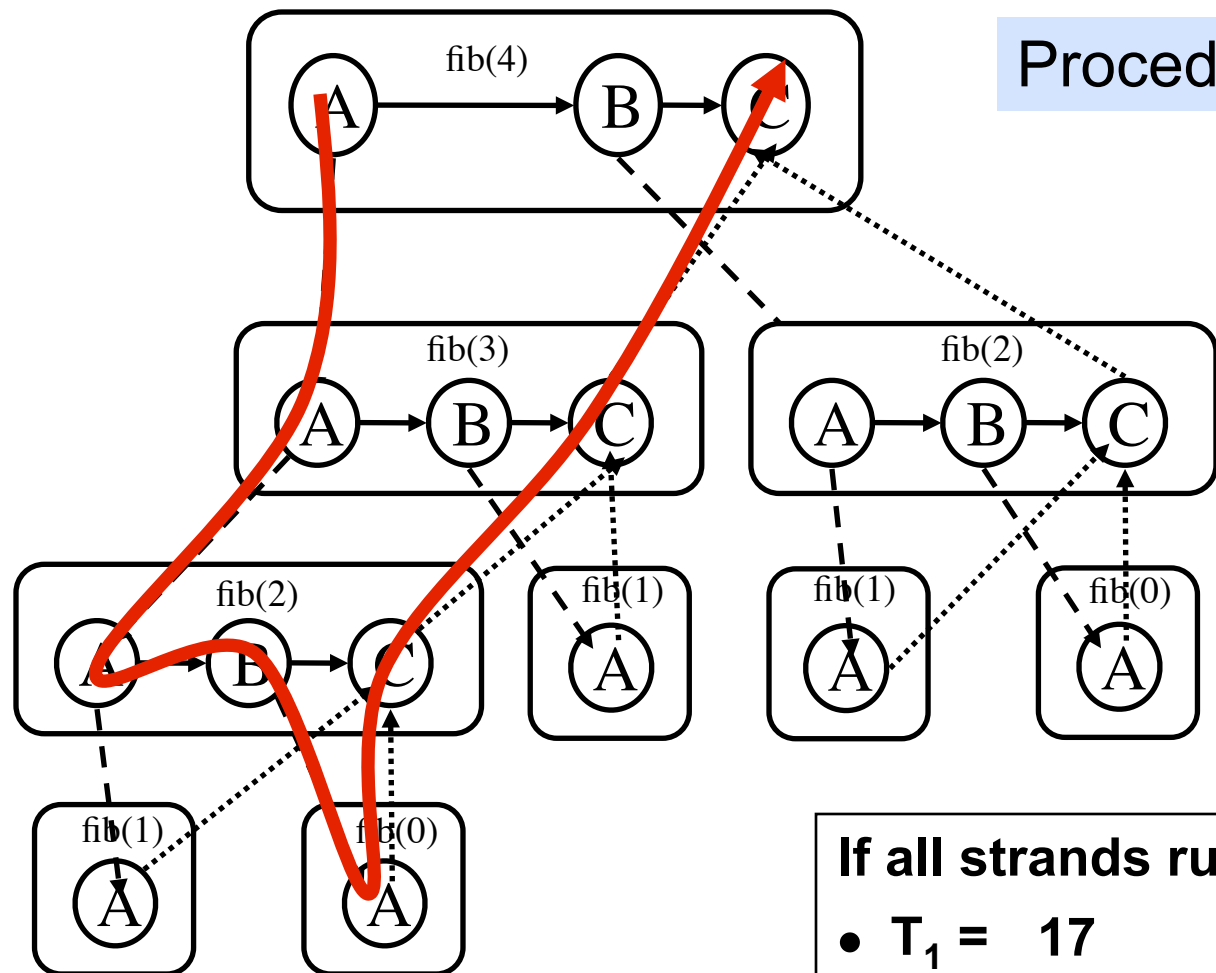 fib(4)
Proced
A B C
fib(3)
fib(2)
A B C
A B C
fib(2)
fib(1)
fib(1)
fib(0)
A B C
A
A
A
fib(1)
fib(0)
A
A
If all strands ru
• T₁ = 17